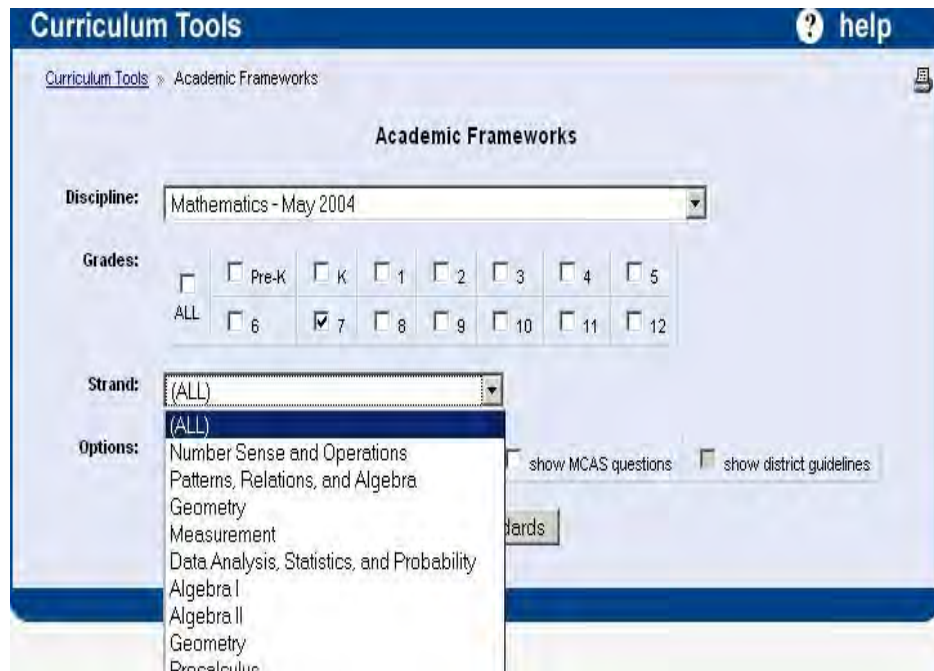 Curriculum Tools ? help
Curriculum Tools » Academic Frameworks
Academic Frameworks
Discipline: Mathematics - May 2004
Grades: ALL Pre-K K 1 2 3 4 5
6 7 8 9 10 11 12
Strand: (ALL)
(ALL)
Number Sense and Operations
Patterns, Relations, and Algebra
Geometry
Measurement
Data Analysis, Statistics, and Probability
Algebra I
Algebra II
Geometry
Precalculus
Options: show MCAS questions show district guidelines
dards